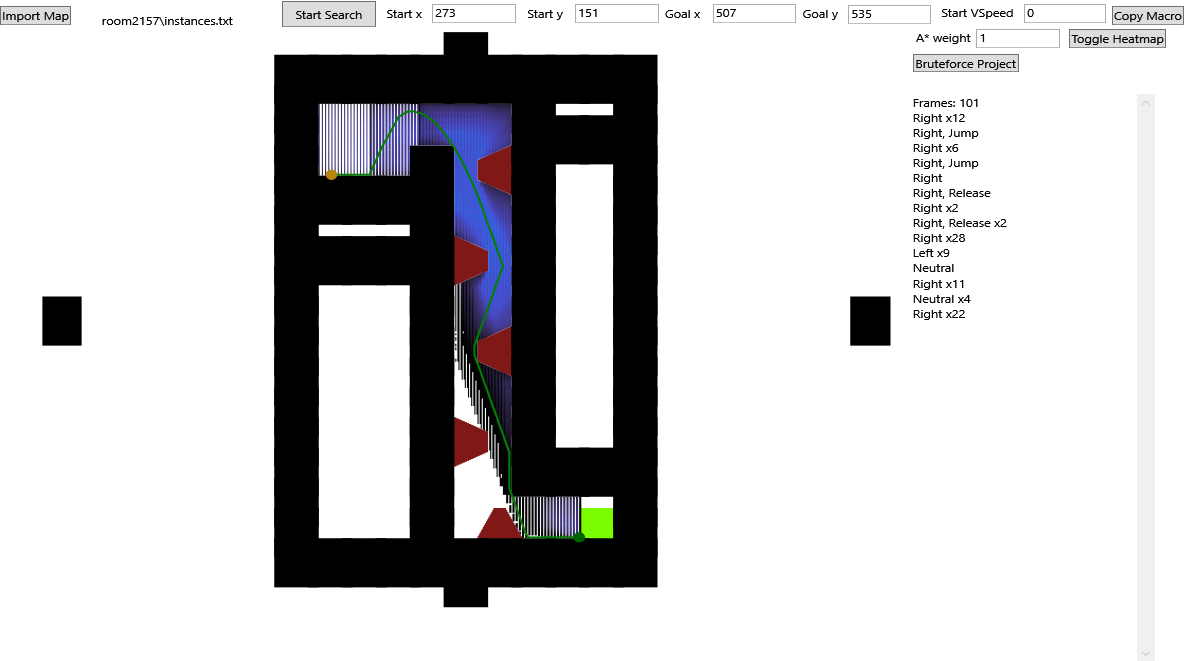 Import Map
room2157\instances.txt
Start Search
Start x 273
Start y 151
Goal x 507
Goal y 535
Start VSpeed 0
Copy Macro
A* weight 1
Toggle Heatmap
Bruteforce Project
Frames: 101
Right x12
Right, Jump
Right x6
Right, Jump
Right
Right, Release
Right x2
Right, Release x2
Right x28
Left x9
Neutral
Right x11
Neutral x4
Right x22